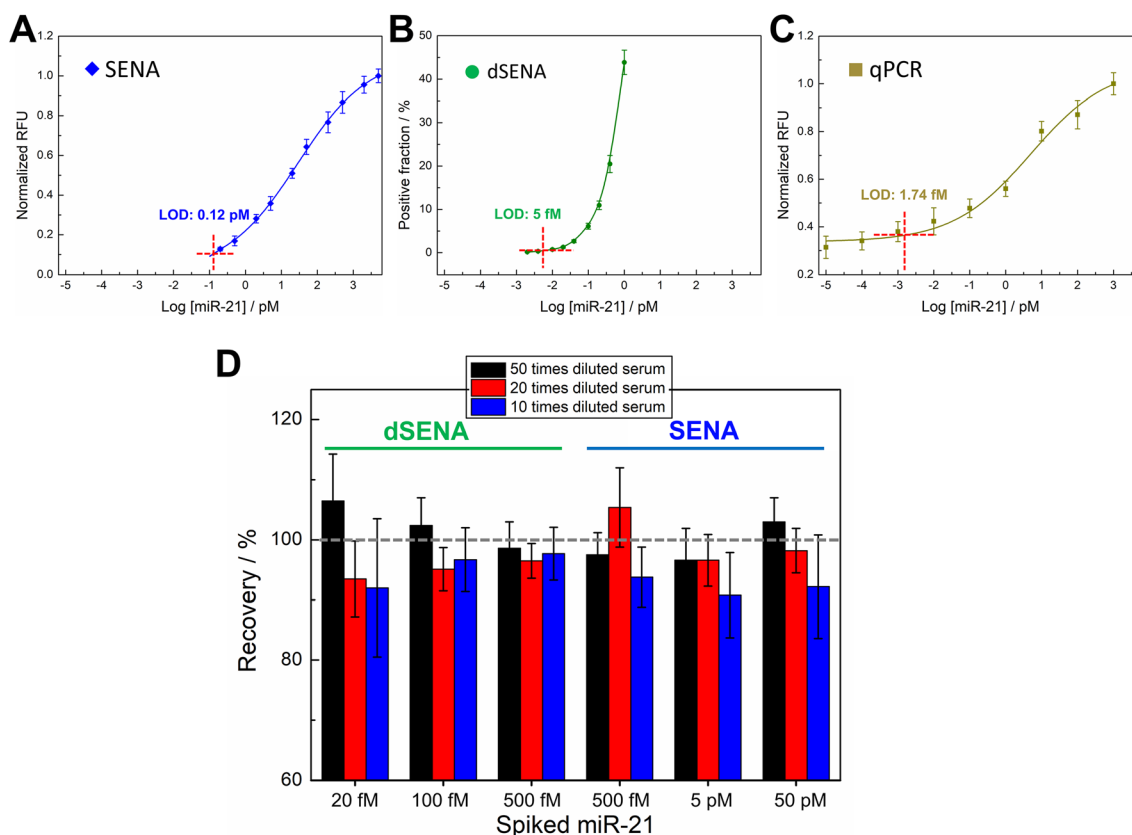 A
SENA
LOD: 0.12 pM
Normalized RFU
1.0
0.8
0.6
0.4
0.2
0.0
-5 -4 -3 -2 -1 0 1 2 3 4
Log [miR-21] / pM
B
dSENA
LOD: 5 fM
Positive fraction / %
50
40
30
20
10
0
-5 -4 -3 -2 -1 0 1 2 3
Log [miR-21] / pM
C
qPCR
LOD: 1.74 fM
Normalized RFU
1.2
1.0
0.8
0.6
0.4
0.2
-5 -4 -3 -2 -1 0 1 2 3 4
Log [miR-21] / pM
D
50 times diluted serum
20 times diluted serum
10 times diluted serum
dSENA SENA
Recovery / %
120
100
80
60
20 fM 100 fM 500 fM 500 fM 5 pM 50 pM
Spiked miR-21